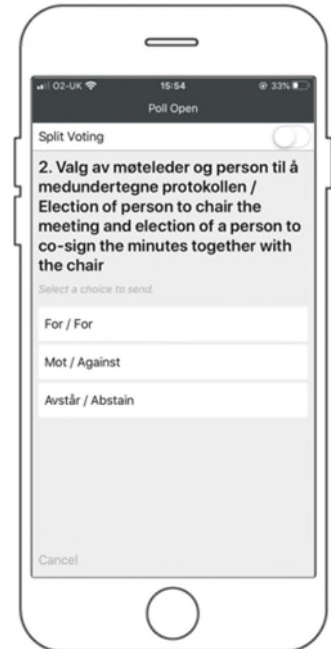 O2-UK 15:54 33%
Poll Open
Split Voting
2. Valg av møteleder og person til å
medundertegne protokollen /
Election of person to chair the
meeting and election of a person to
co-sign the minutes together with
the chair
Select a choice to send.
For / For
Mot / Against
Avstår / Abstain
Cancel